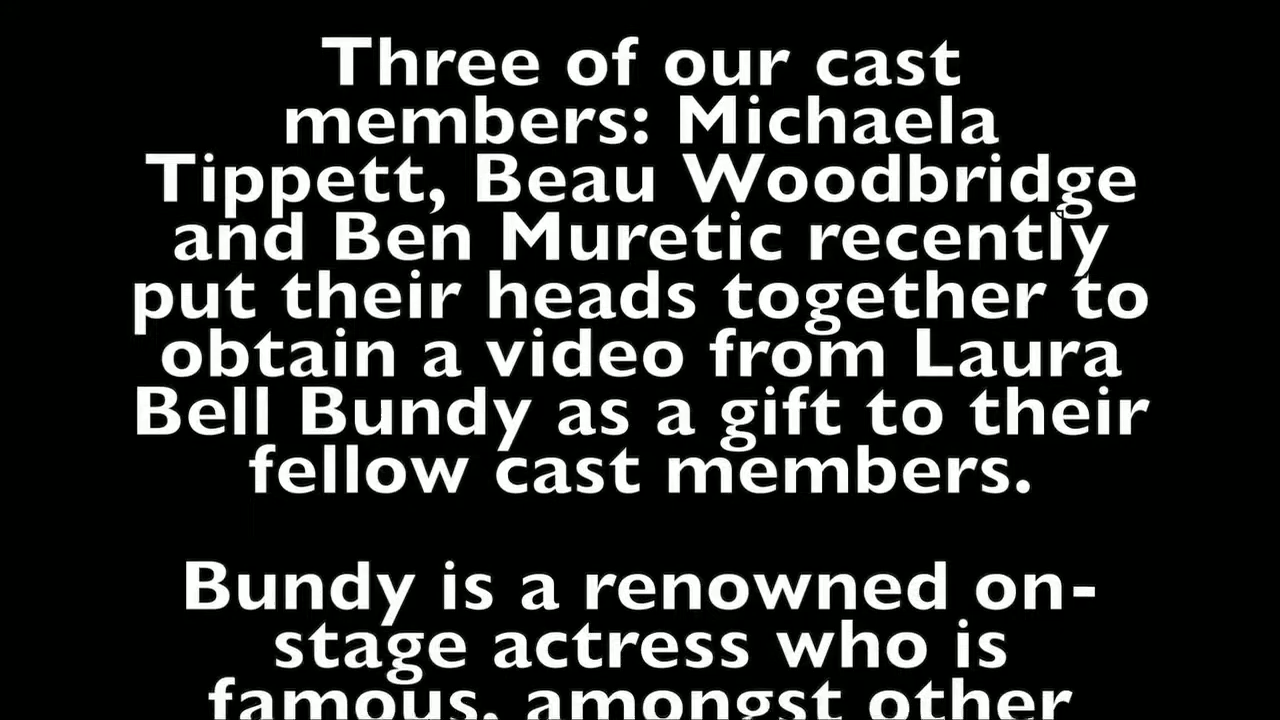 Three of our cast
members: Michaela
Tippett, Beau Woodbridge
and Ben Muretic recently
put their heads together to
obtain a video from Laura
Bell Bundy as a gift to their
fellow cast members.
Bundy is a renowned on-
stage actress who is
famous, amongst other